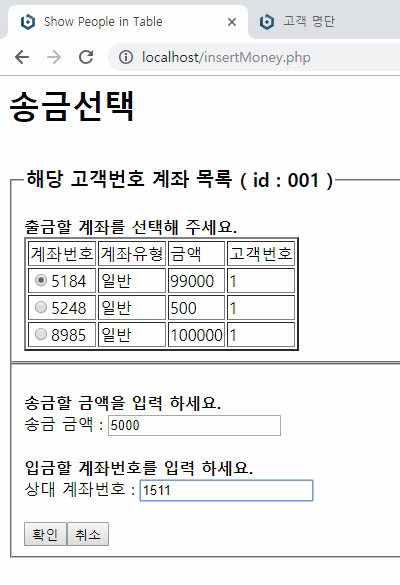 Show People in Table
고객 명단
localhost/insertMoney.php
송금선택
해당 고객번호 계좌 목록 ( id : 001 )
출금할 계좌를 선택해 주세요.
계좌번호 계좌유형 금액 고객번호
5184 일반 99000 1
5248 일반 500 1
8985 일반 100000 1
송금할 금액을 입력 하세요.
송금 금액 : 5000
입금할 계좌번호를 입력 하세요.
상대 계좌번호 : 1511
확인 취소